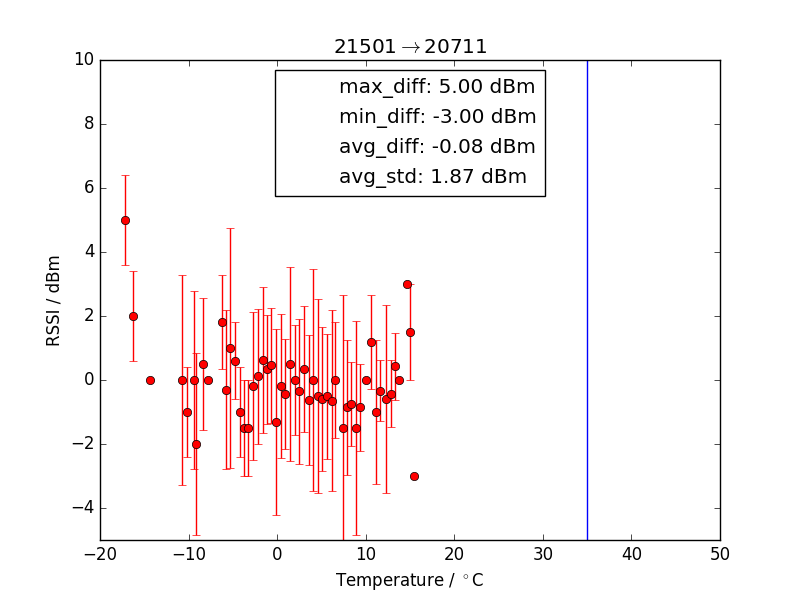 21501→20711
max_diff: 5.00 dBm
min_diff: -3.00 dBm
avg_diff: -0.08 dBm
avg_std: 1.87 dBm
RSSI / dBm
10
8
6
4
2
0
−2
−4
−20 −10 0 10 20 30 40 50
Temperature / °C